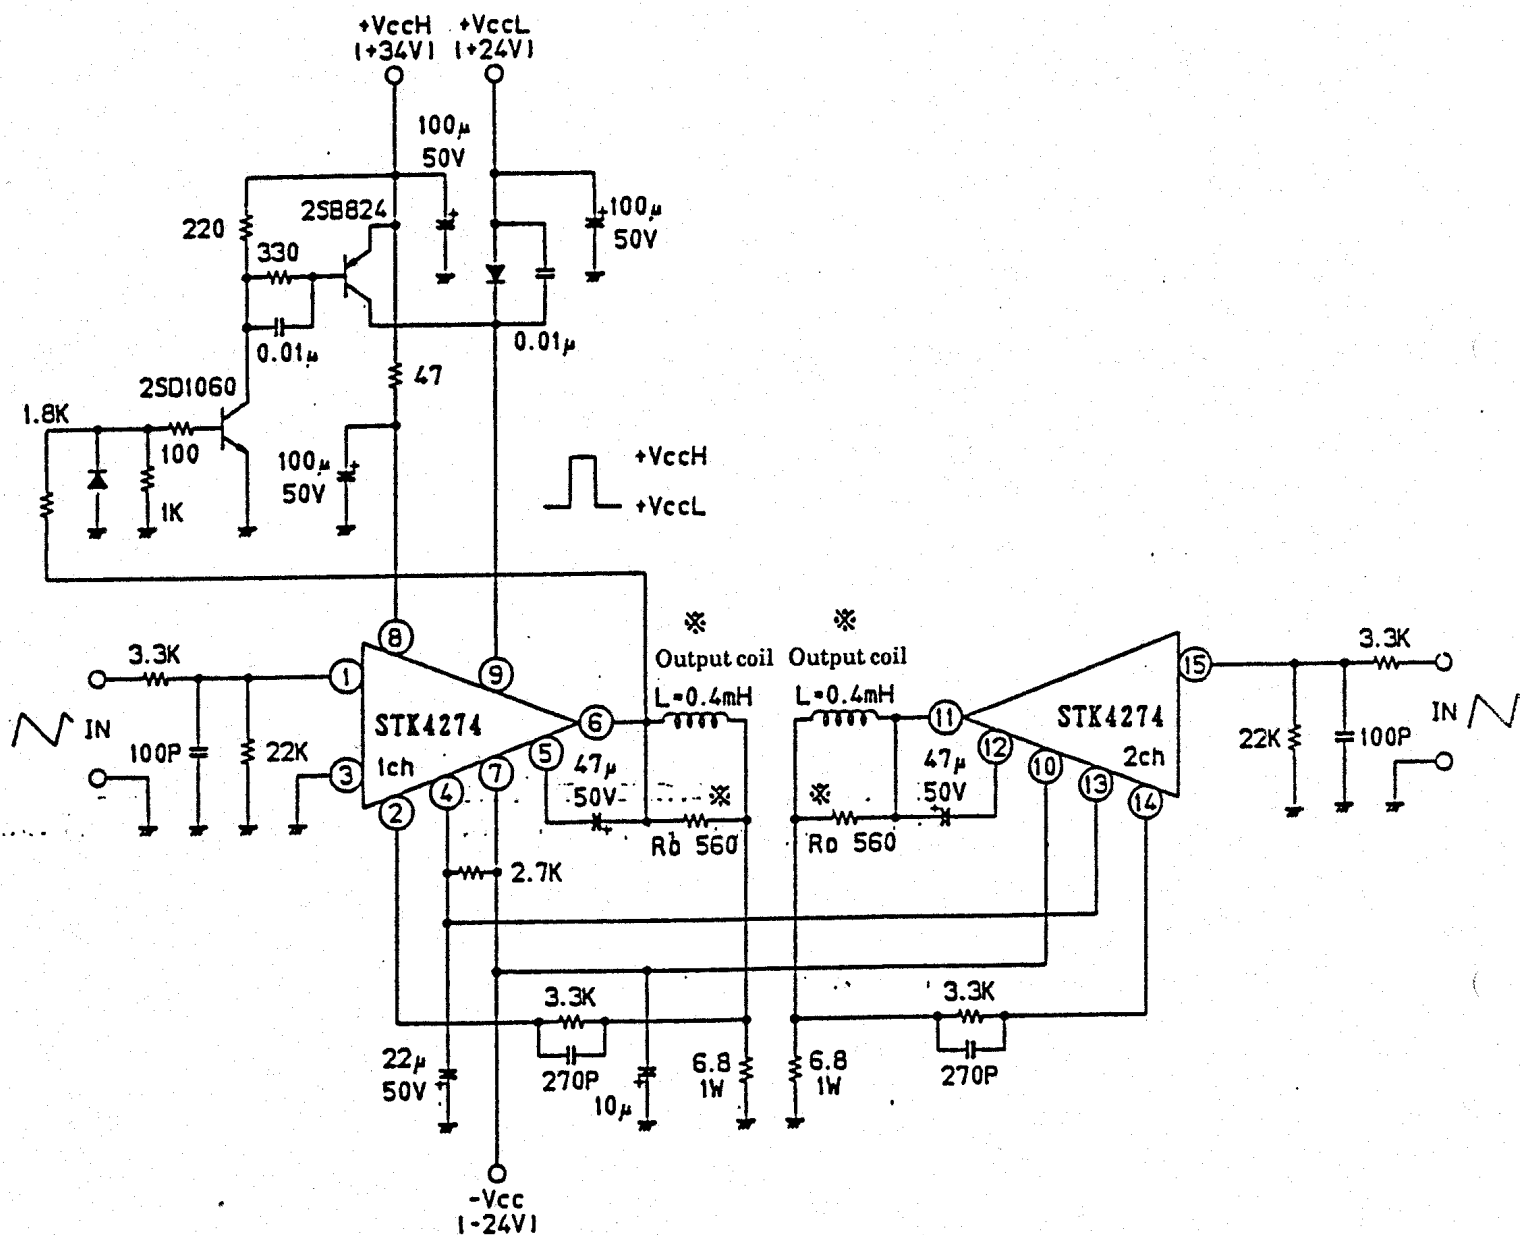 +VccH +VccL
(+34V) (+24V)
100μ
50V
2SB824
220
330
+100μ
50V
0.01μ
0.01μ
47
2SD1060
1.8K
100
1K
100μ +
50V
+VccH
+VccL
※ ※
3.3K
8
Output coil Output coil
3.3K
1
9
L=0.4mH L=0.4mH
15
IN
STK4274
6
11
STK4274
IN
100P
22K
5
47μ
12
47μ
2ch
22K
100P
3
1ch
7
50V
※ ※
10
50V
13
4
2
14
Rb 560
Ro 560
2.7K
3.3K
3.3K
22μ
50V +
270P
+
10μ
6.8
1W
6.8
1W
270P
-Vcc
(-24V)